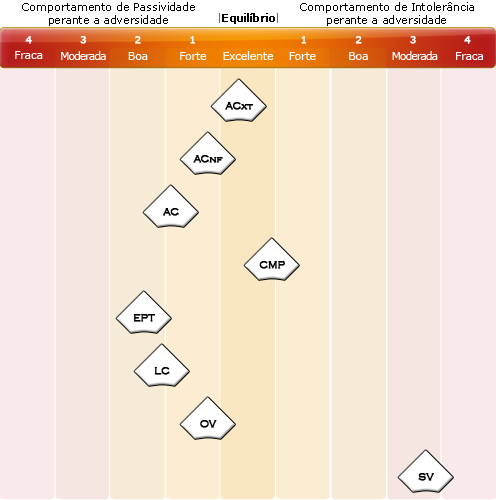 Comportamento de Passividade
perante a adversidade
|Equilíbrio|
Comportamento de Intolerância
perante a adversidade
4 3 2 1 1 2 3 4
Fraca Moderada Boa Forte Excelente Forte Boa Moderada Fraca
ACXT
ACNF
AC
CMP
EPT
LC
OV
SV